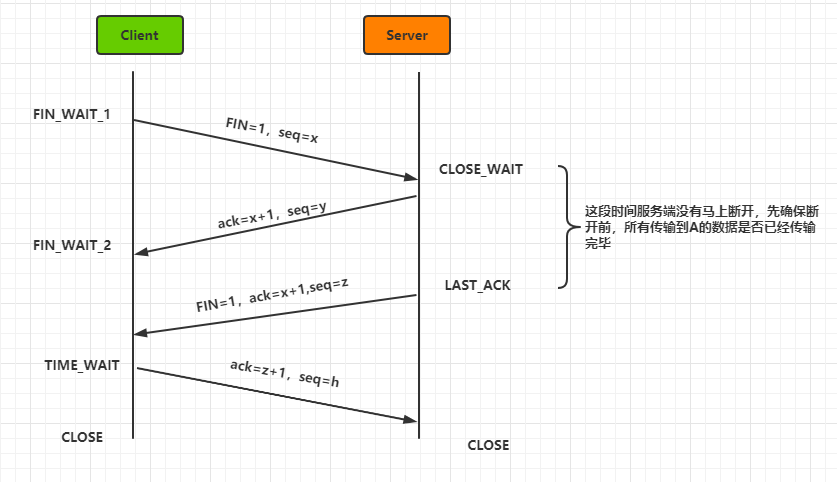 Client
Server
FIN_WAIT_1
FIN=1，seq=x
CLOSE_WAIT
ack=x+1，seq=y
这段时间服务端没有马上断开，先确保断
开前，所有传输到A的数据是否已经传输
完毕
FIN_WAIT_2
LAST_ACK
FIN=1，ack=x+1,seq=z
TIME_WAIT
ack=z+1，seq=h
CLOSE
CLOSE